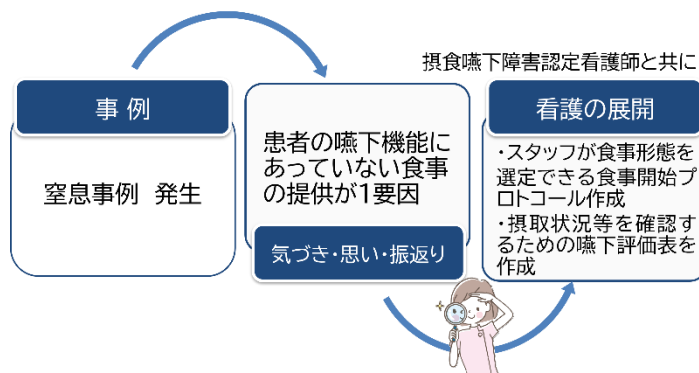 事 例
窒息事例 発生
患者の嚥下機能に
あっていない食事
の提供が1要因
気づき・思い・振返り
摂食嚥下障害認定看護師と共に
看護の展開
・スタッフが食事形態を
選定できる食事開始プ
ロトコール作成
・摂取状況等を確認す
るための嚥下評価表を
作成